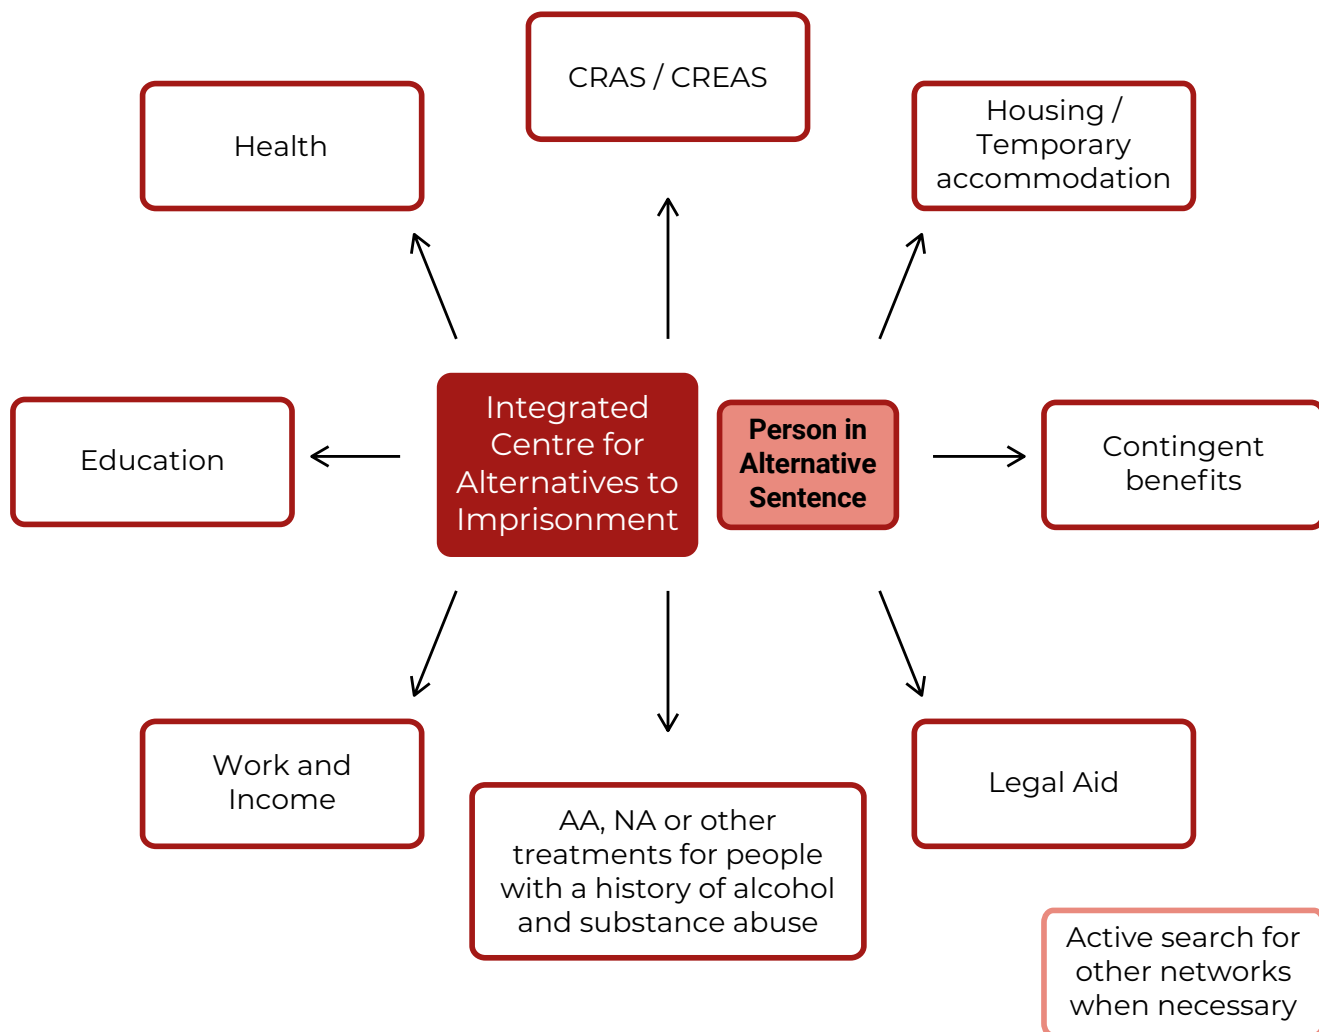 CRAS / CREAS
Health
Housing /
Temporary
accommodation
Integrated
Centre for
Alternatives to
Imprisonment
Person in
Alternative
Sentence
Education
Contingent
benefits
Work and
Income
AA, NA or other
treatments for people
with a history of alcohol
and substance abuse
Legal Aid
Active search for
other networks
when necessary